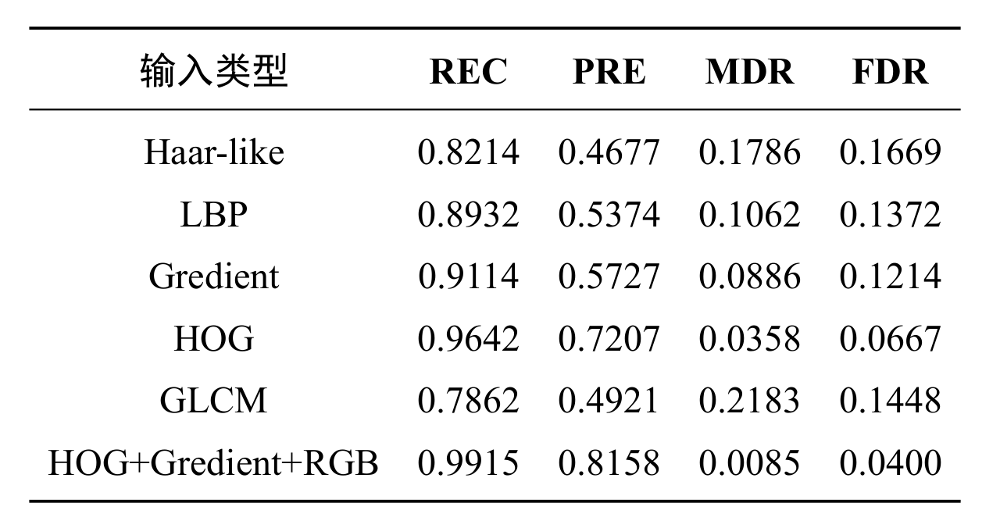 输入类型 REC PRE MDR FDR
Haar-like 0.8214 0.4677 0.1786 0.1669
LBP 0.8932 0.5374 0.1062 0.1372
Gredient 0.9114 0.5727 0.0886 0.1214
HOG 0.9642 0.7207 0.0358 0.0667
GLCM 0.7862 0.4921 0.2183 0.1448
HOG+Gredient+RGB 0.9915 0.8158 0.0085 0.0400